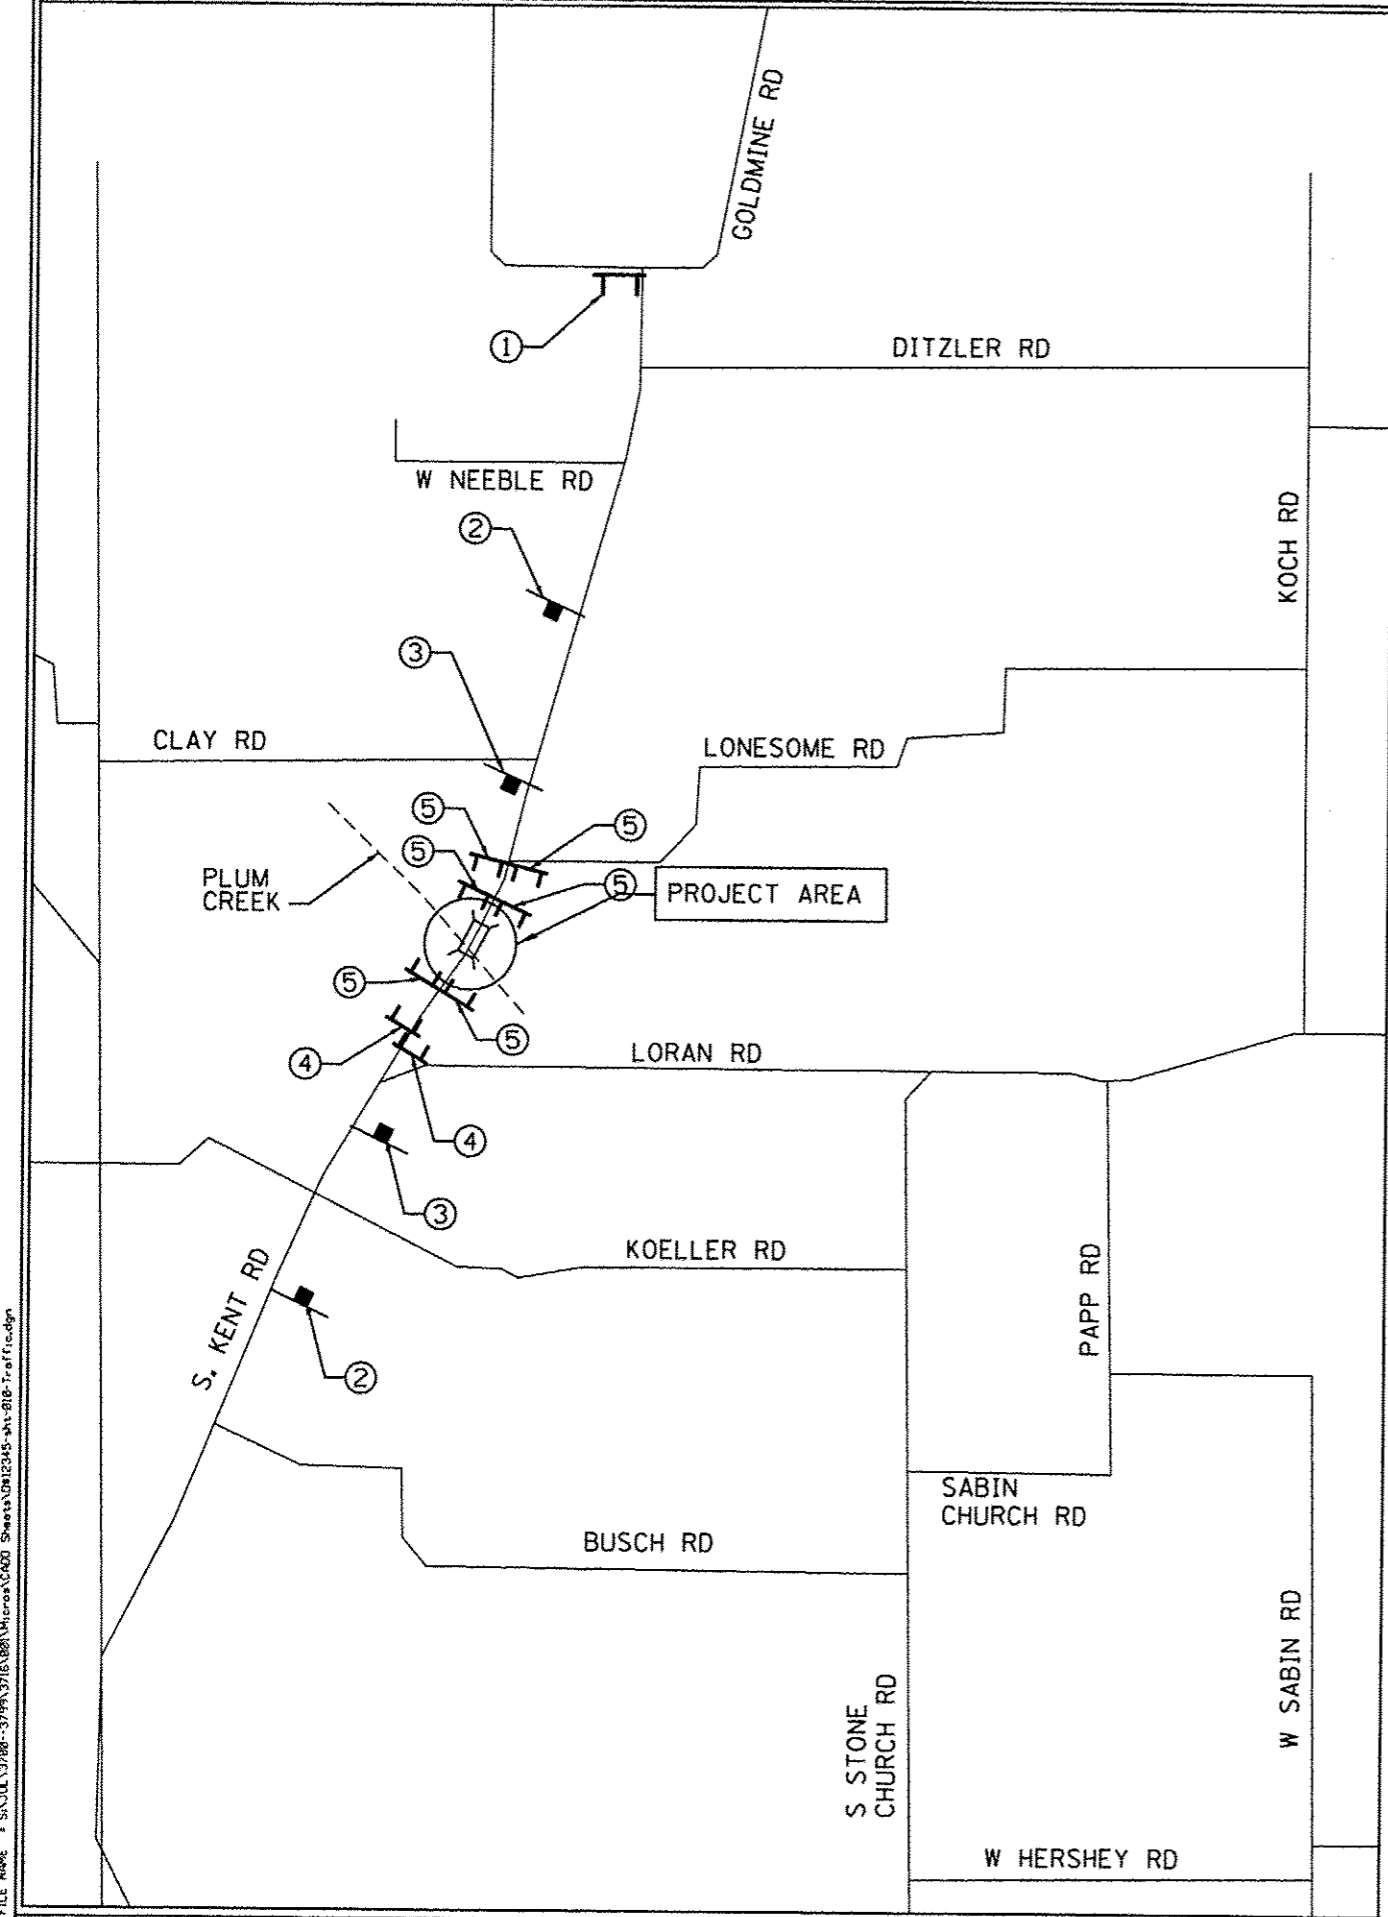 GOLDMINE RD
1
DITZLER RD
W NEEBLE RD
2
KOCH RD
3
CLAY RD
LONESOME RD
5
5
5
5
PLUM
CREEK
PROJECT AREA
5
5
4
LORAN RD
4
3
KOELLER RD
S. KENT RD
PAPP RD
2
SABIN
CHURCH RD
BUSCH RD
S STONE
CHURCH RD
W SABIN RD
W HERSHEY RD